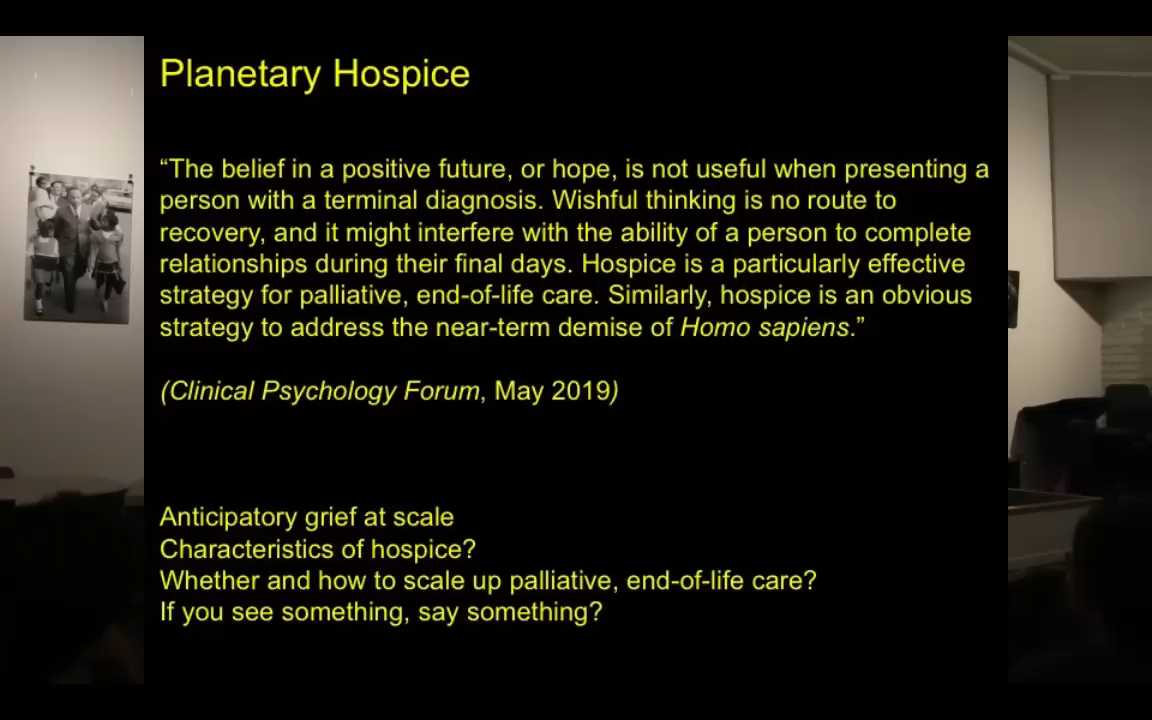 Planetary Hospice
“The belief in a positive future, or hope, is not useful when presenting a
person with a terminal diagnosis. Wishful thinking is no route to
recovery, and it might interfere with the ability of a person to complete
relationships during their final days. Hospice is a particularly effective
strategy for palliative, end-of-life care. Similarly, hospice is an obvious
strategy to address the near-term demise of Homo sapiens.”
(Clinical Psychology Forum, May 2019)
Anticipatory grief at scale
Characteristics of hospice?
Whether and how to scale up palliative, end-of-life care?
If you see something, say something?